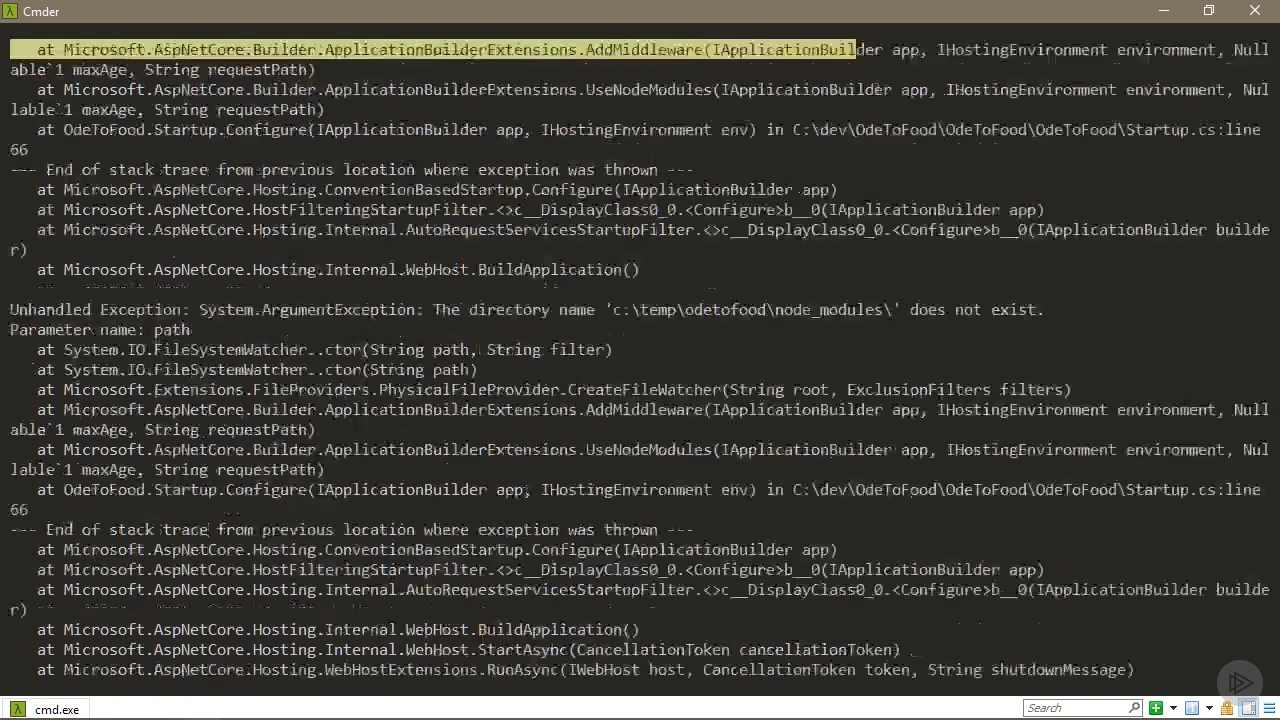 Cmder
at Microsoft.AspNetCore.Builder.ApplicationBuilderExtensions.AddMiddleware(IApplicationBuilder app, IHostingEnvironment environment, Null
able`1 maxAge, String requestPath)
at Microsoft.AspNetCore.Builder.ApplicationBuilderExtensions.UseNodeModules(IApplicationBuilder app, IHostingEnvironment environment, Nul
lable`1 maxAge, String requestPath)
at OdeToFood.Startup.Configure(IApplicationBuilder app, IHostingEnvironment env) in C:\dev\OdeToFood\OdeToFood\OdeToFood\Startup.cs:line
66
--- End of stack trace from previous location where exception was thrown ---
at Microsoft.AspNetCore.Hosting.ConventionBasedStartup.Configure(IApplicationBuilder app)
at Microsoft.AspNetCore.HostFilteringStartupFilter.<>c__DisplayClass0_0.<Configure>b__0(IApplicationBuilder app)
at Microsoft.AspNetCore.Hosting.Internal.AutoRequestServicesStartupFilter.<>c__DisplayClass0_0.<Configure>b__0(IApplicationBuilder builde
r)
at Microsoft.AspNetCore.Hosting.Internal.WebHost.BuildApplication()
Unhandled Exception: System.ArgumentException: The directory name 'c:\temp\odetofood\node_modules\' does not exist.
Parameter name: path
at System.IO.FileSystemWatcher..ctor(String path, String filter)
at System.IO.FileSystemWatcher..ctor(String path)
at Microsoft.Extensions.FileProviders.PhysicalFileProvider.CreateFileWatcher(String root, ExclusionFilters filters)
at Microsoft.AspNetCore.Builder.ApplicationBuilderExtensions.AddMiddleware(IApplicationBuilder app, IHostingEnvironment environment, Null
able`1 maxAge, String requestPath)
at Microsoft.AspNetCore.Builder.ApplicationBuilderExtensions.UseNodeModules(IApplicationBuilder app, IHostingEnvironment environment, Nul
lable`1 maxAge, String requestPath)
at OdeToFood.Startup.Configure(IApplicationBuilder app, IHostingEnvironment env) in C:\dev\OdeToFood\OdeToFood\OdeToFood\Startup.cs:line
66
--- End of stack trace from previous location where exception was thrown ---
at Microsoft.AspNetCore.Hosting.ConventionBasedStartup.Configure(IApplicationBuilder app)
at Microsoft.AspNetCore.HostFilteringStartupFilter.<>c__DisplayClass0_0.<Configure>b__0(IApplicationBuilder app)
at Microsoft.AspNetCore.Hosting.Internal.AutoRequestServicesStartupFilter.<>c__DisplayClass0_0.<Configure>b__0(IApplicationBuilder builde
r)
at Microsoft.AspNetCore.Hosting.Internal.WebHost.BuildApplication()
at Microsoft.AspNetCore.Hosting.Internal.WebHost.StartAsync(CancellationToken cancellationToken)
at Microsoft.AspNetCore.Hosting.WebHostExtensions.RunAsync(IWebHost host, CancellationToken token, String shutdownMessage)
cmd.exe
Search